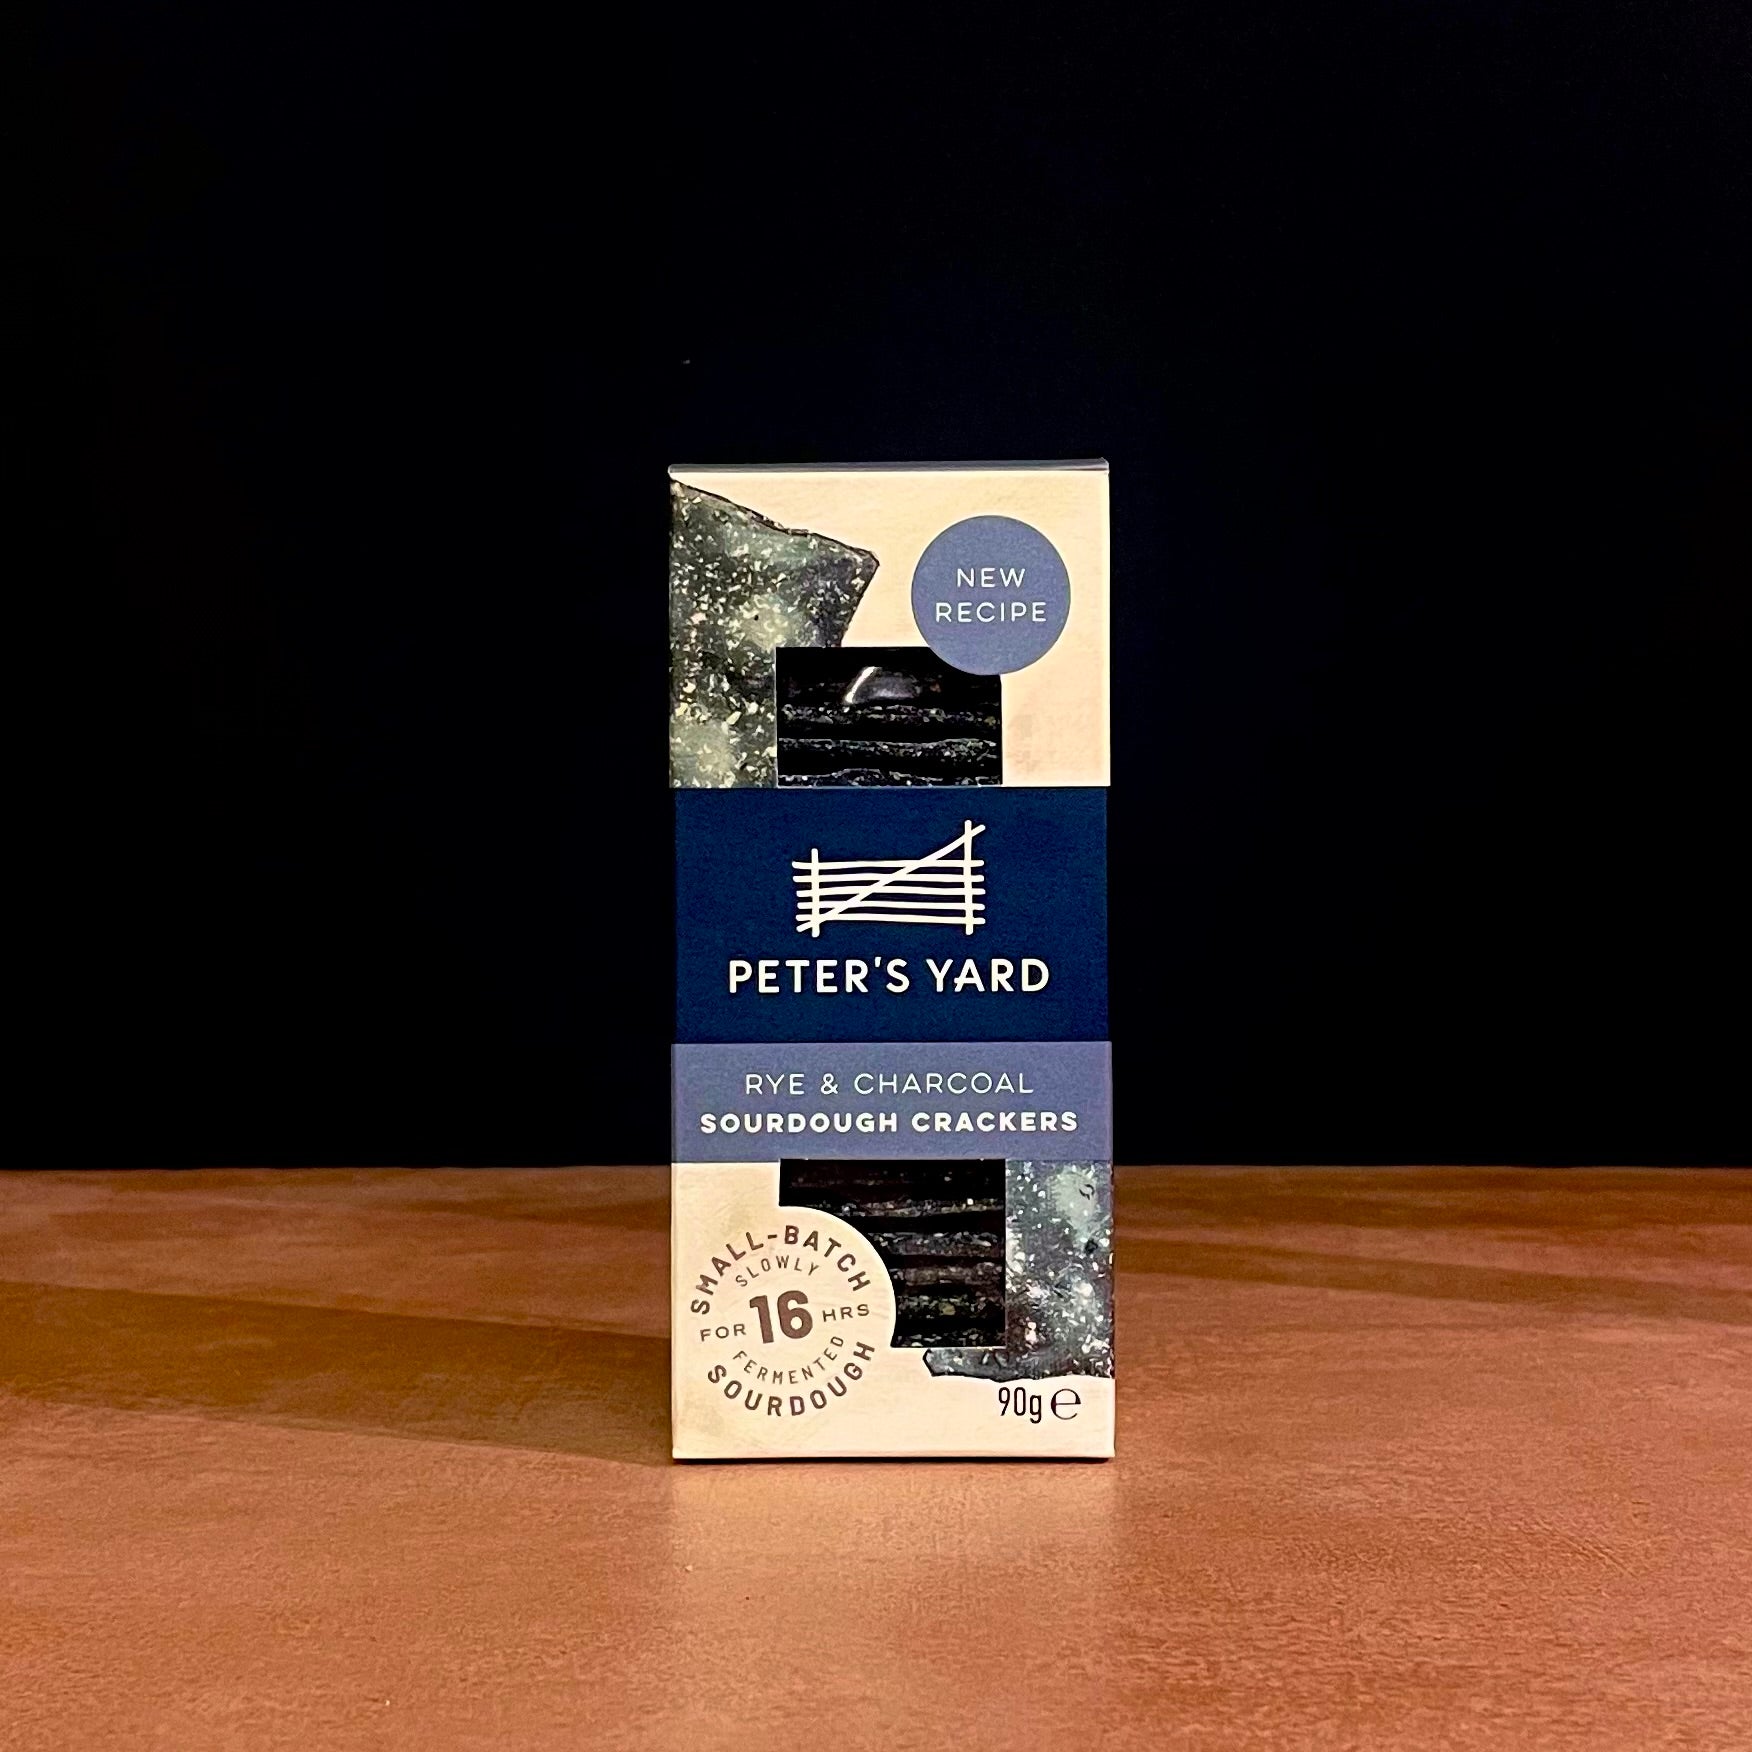 NEW
RECIPE
PETER'S YARD
RYE & CHARCOAL
SOURDOUGH CRACKERS
SMALL-BATCH
SLOWLY
FOR 16 HRS
FERMENTED
SOURDOUGH
90g ℮